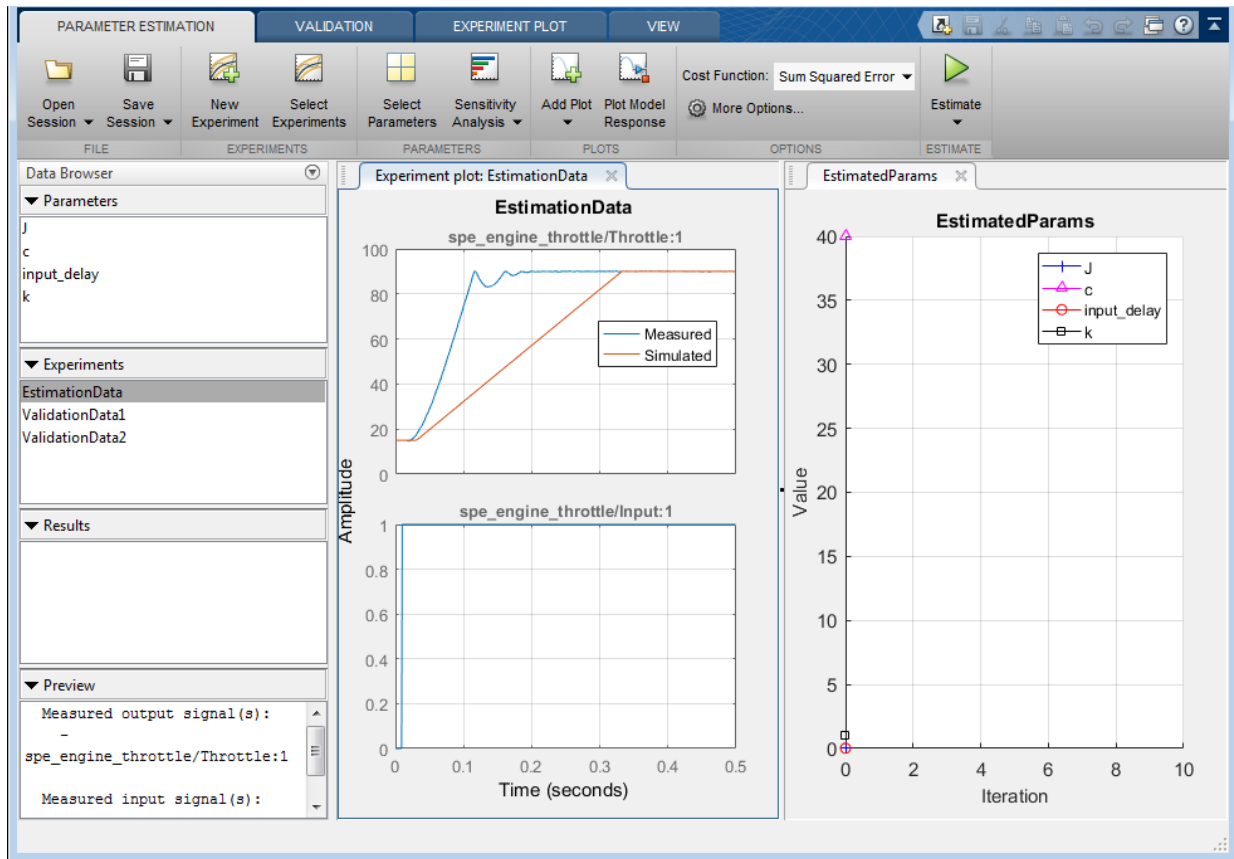 PARAMETER ESTIMATION
VALIDATION
EXPERIMENT PLOT
VIEW
Open Session
Save Session
New Experiment
Select Experiments
Select Parameters
Sensitivity Analysis
Add Plot
Plot Model Response
Cost Function: Sum Squared Error
More Options...
Estimate
FILE
EXPERIMENTS
PARAMETERS
PLOTS
OPTIONS
ESTIMATE
Data Browser
Parameters
J
c
input_delay
k
Experiments
EstimationData
ValidationData1
ValidationData2
Results
Preview
Measured output signal(s):
-
spe_engine_throttle/Throttle:1
Measured input signal(s):
Experiment plot: EstimationData
EstimationData
spe_engine_throttle/Throttle:1
100
80
60
40
20
0
Measured
Simulated
Amplitude
spe_engine_throttle/Input:1
1
0.8
0.6
0.4
0.2
0
0 0.1 0.2 0.3 0.4 0.5
Time (seconds)
EstimatedParams
EstimatedParams
40
35
30
25
20
15
10
5
0
J
c
input_delay
k
Value
0 2 4 6 8 10
Iteration